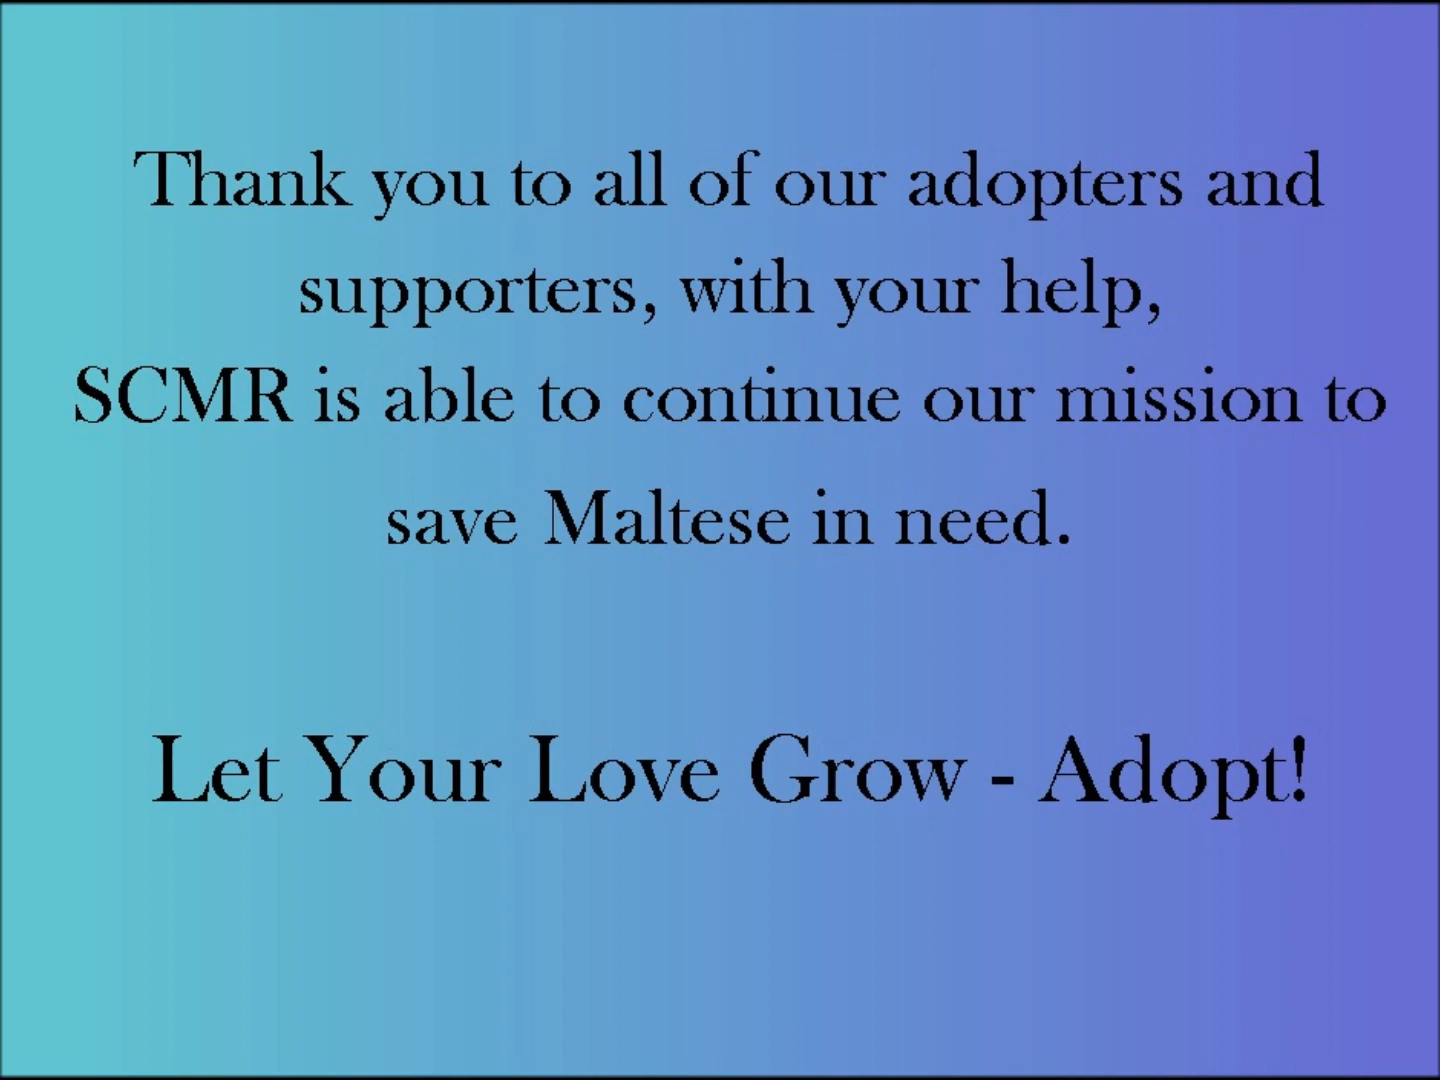 Thank you to all of our adopters and
supporters, with your help,
SCMR is able to continue our mission to
save Maltese in need.
Let Your Love Grow - Adopt!